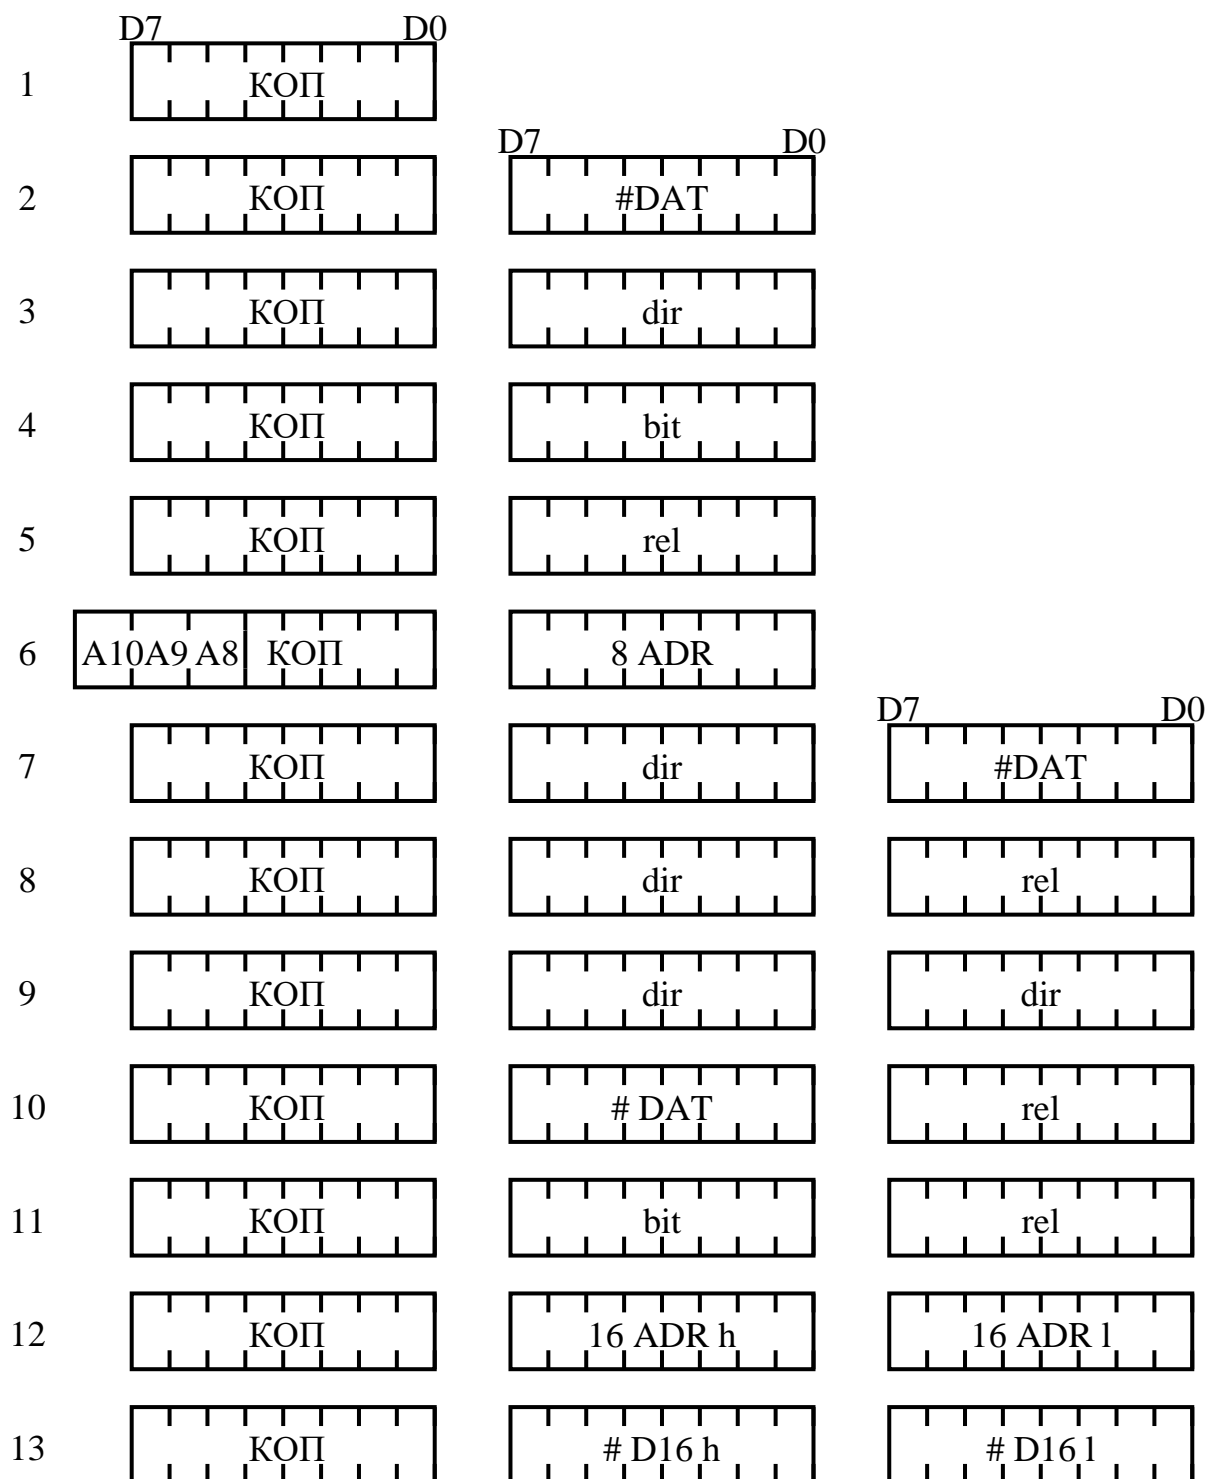 D7 D0
1 КОП
D7 D0
2 КОП #DAT
3 КОП dir
4 КОП bit
5 КОП rel
6 A10A9 A8 КОП 8 ADR
D7 D0
7 КОП dir #DAT
8 КОП dir rel
9 КОП dir dir
10 КОП # DAT rel
11 КОП bit rel
12 КОП 16 ADR h 16 ADR l
13 КОП # D16 h # D16 l